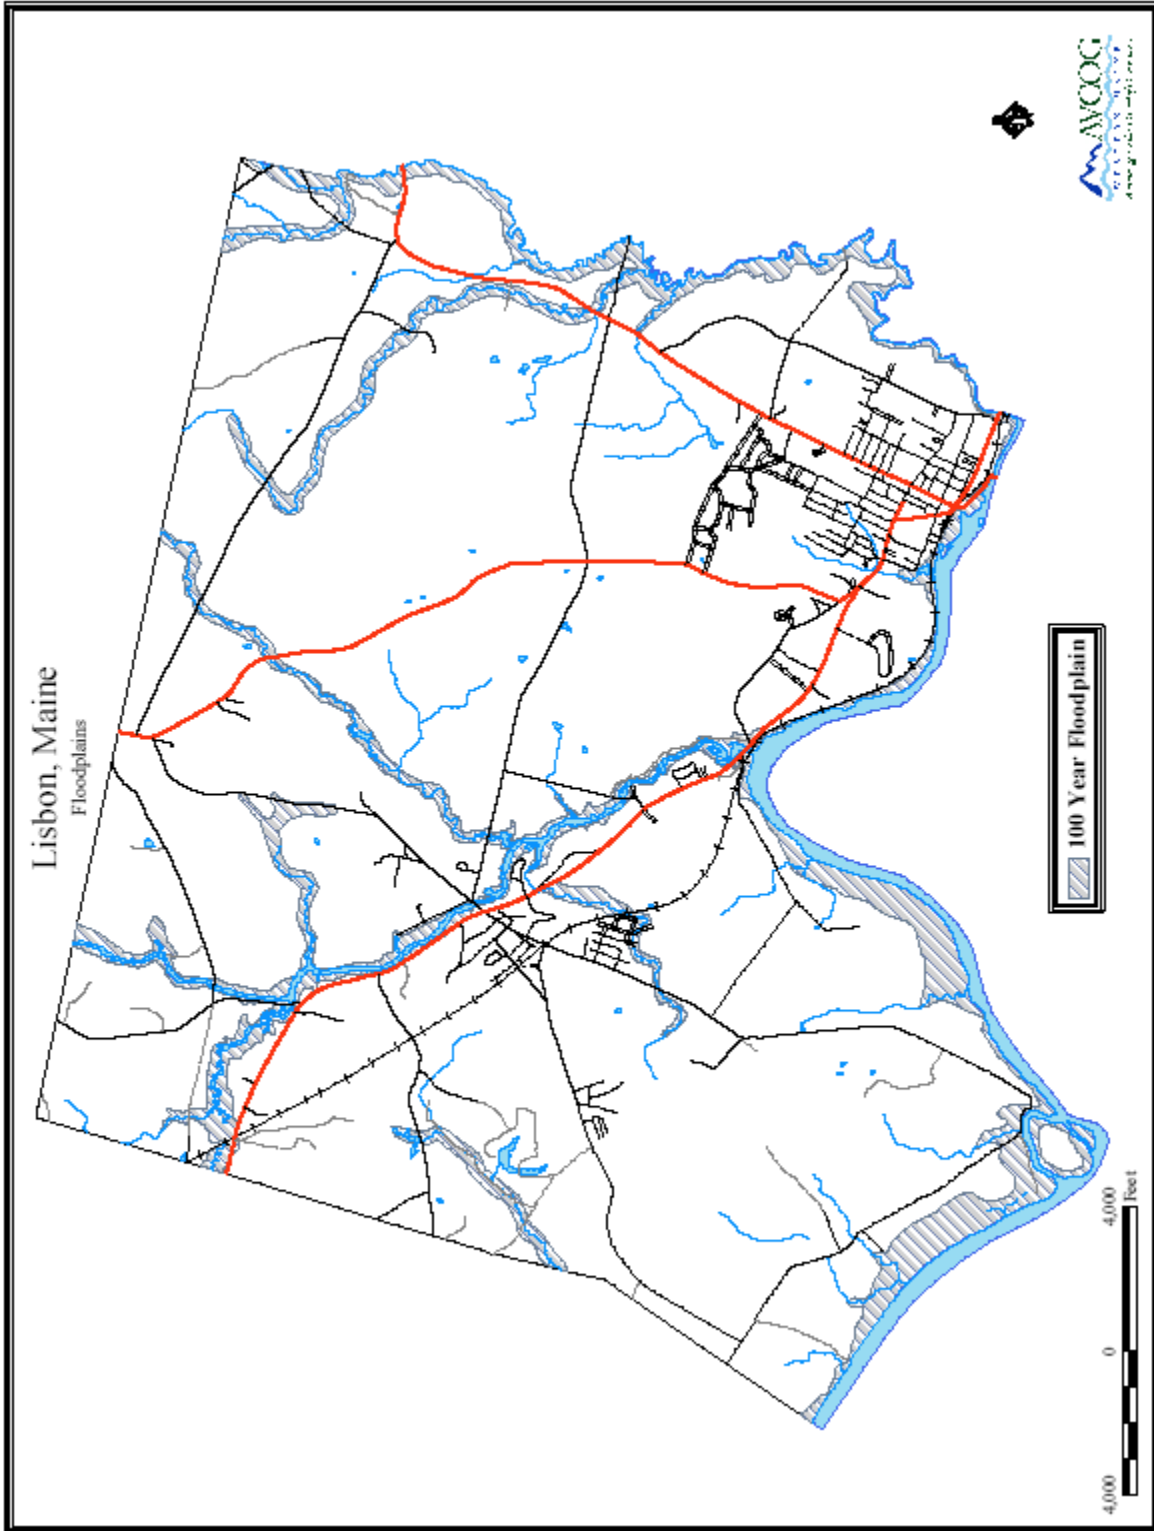 Lisbon, Maine
Floodplains
100 Year Floodplain
4,000 0 4,000
Feet
AVCOG